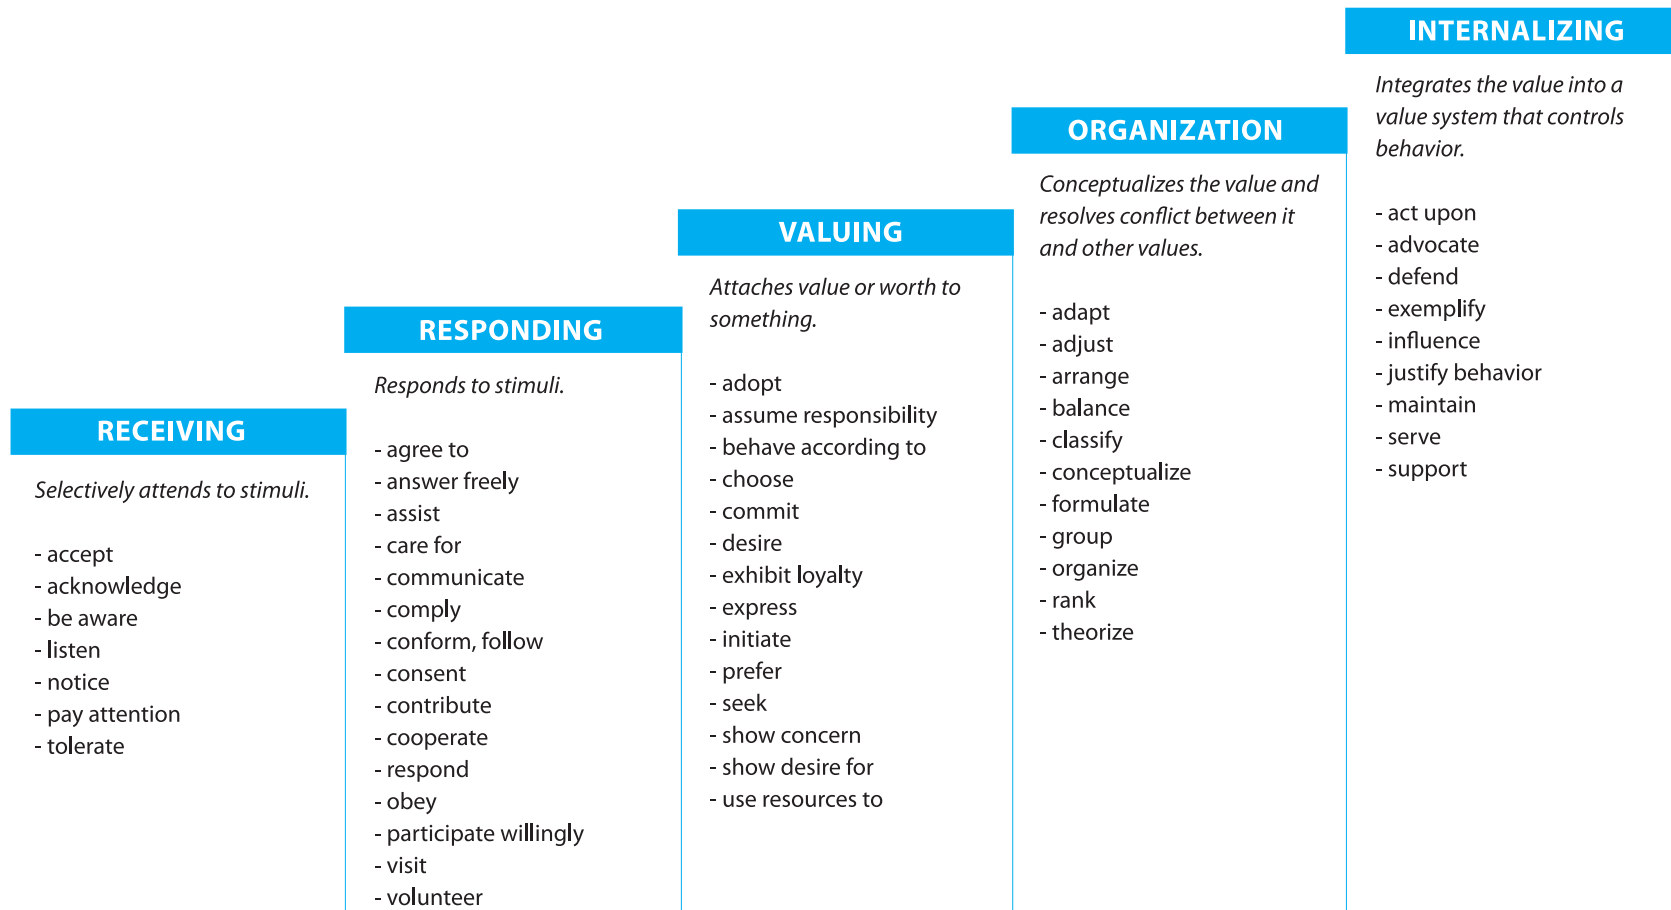 RECEIVING
Selectively attends to stimuli.
- accept
- acknowledge
- be aware
- listen
- notice
- pay attention
- tolerate
RESPONDING
Responds to stimuli.
- agree to
- answer freely
- assist
- care for
- communicate
- comply
- conform, follow
- consent
- contribute
- cooperate
- respond
- obey
- participate willingly
- visit
- volunteer
VALUING
Attaches value or worth to
something.
- adopt
- assume responsibility
- behave according to
- choose
- commit
- desire
- exhibit loyalty
- express
- initiate
- prefer
- seek
- show concern
- show desire for
- use resources to
ORGANIZATION
Conceptualizes the value and
resolves conflict between it
and other values.
- adapt
- adjust
- arrange
- balance
- classify
- conceptualize
- formulate
- group
- organize
- rank
- theorize
INTERNALIZING
Integrates the value into a
value system that controls
behavior.
- act upon
- advocate
- defend
- exemplify
- influence
- justify behavior
- maintain
- serve
- support